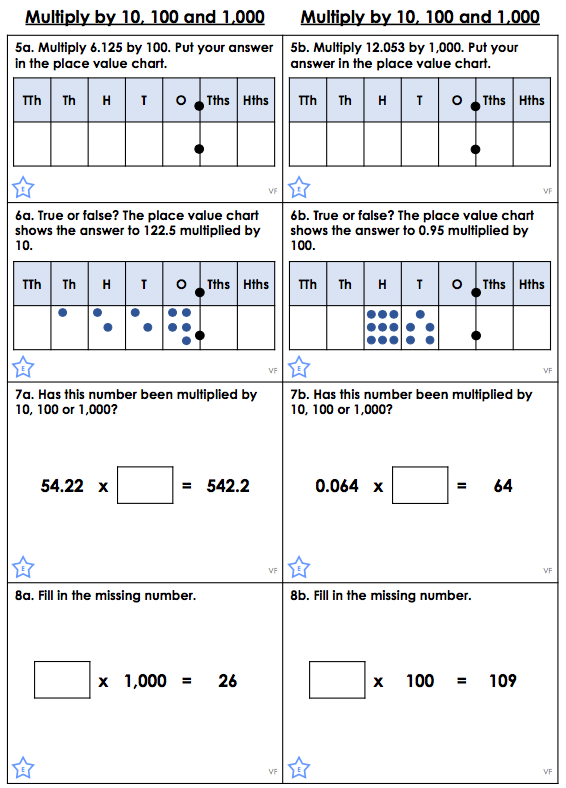 Multiply by 10, 100 and 1,000
Multiply by 10, 100 and 1,000
5a. Multiply 6.125 by 100. Put your answer
in the place value chart.
TTh Th H T O Tths Hths
E
VF
5b. Multiply 12.053 by 1,000. Put your
answer in the place value chart.
TTh Th H T O Tths Hths
E
VF
6a. True or false? The place value chart
shows the answer to 122.5 multiplied by
10.
TTh Th H T O Tths Hths
E
VF
6b. True or false? The place value chart
shows the answer to 0.95 multiplied by
100.
TTh Th H T O Tths Hths
E
VF
7a. Has this number been multiplied by
10, 100 or 1,000?
54.22 x = 542.2
E
VF
7b. Has this number been multiplied by
10, 100 or 1,000?
0.064 x = 64
E
VF
8a. Fill in the missing number.
x 1,000 = 26
E
VF
8b. Fill in the missing number.
x 100 = 109
E
VF